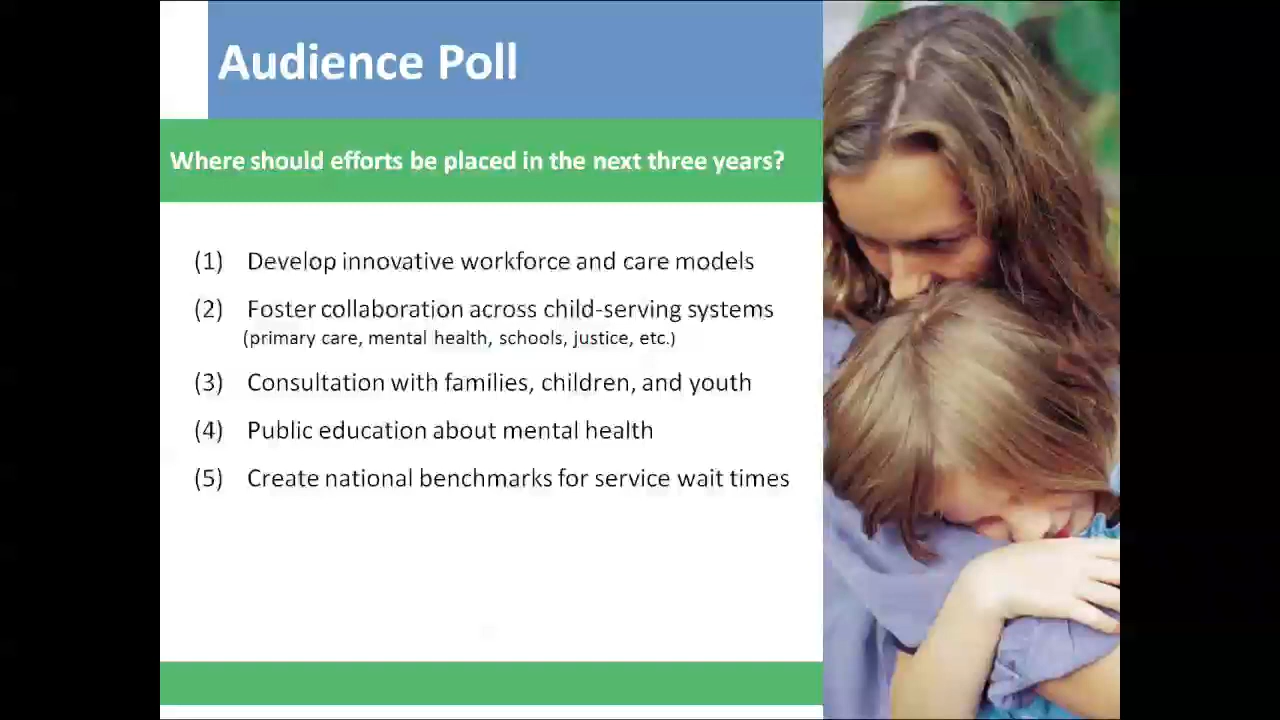 Audience Poll
Where should efforts be placed in the next three years?
(1) Develop innovative workforce and care models
(2) Foster collaboration across child-serving systems
(primary care, mental health, schools, justice, etc.)
(3) Consultation with families, children, and youth
(4) Public education about mental health
(5) Create national benchmarks for service wait times